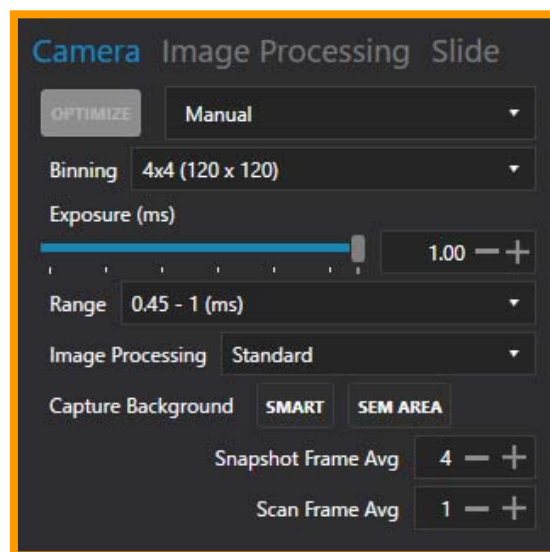 Camera Image Processing Slide
OPTIMIZE Manual
Binning 4x4 (120 x 120)
Exposure (ms)
1.00
Range 0.45 - 1 (ms)
Image Processing Standard
Capture Background SMART SEM AREA
Snapshot Frame Avg 4
Scan Frame Avg 1